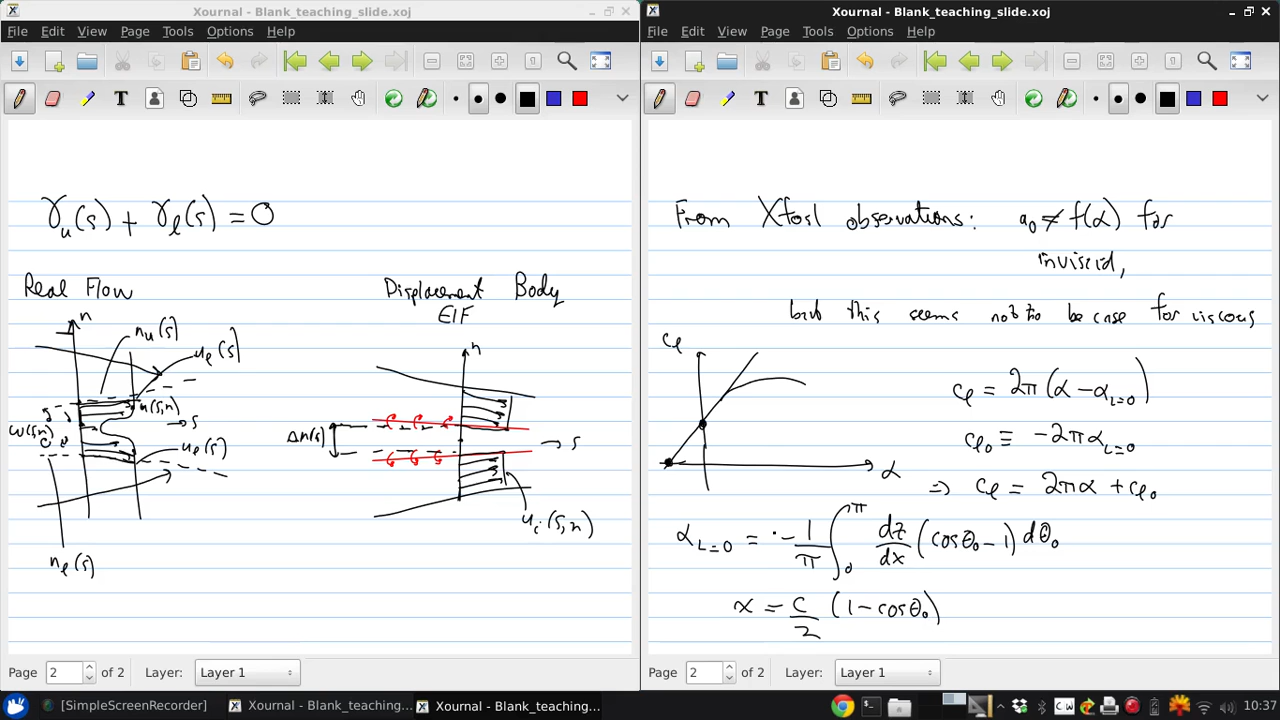 Xournal - Blank_teaching_slide.xoj
File Edit View Page Tools Options Help
γu(s) + γℓ(s) = 0
Real Flow
n
nu(s)
ue(s)
u(s,n)
ω(s,n)
s
ue(s)
nℓ(s)
Displacement Body
EIF
n
Δn(s)
s
ui(s,n)
Page 2 of 2 Layer: Layer 1
Xournal - Blank_teaching_slide.xoj
File Edit View Page Tools Options Help
From Xfoil observations: a0 ≠ f(α) for
inviscid,
but this seems not to be case for viscous
cℓ
α
cℓ = 2π(α - αL=0)
cℓ0 ≡ -2παL=0
⇒ cℓ = 2πα + cℓ0
αL=0 = -1/π ∫0^π dz/dx (cosθ0 - 1) dθ0
x = c/2 (1 - cosθ0)
Page 2 of 2 Layer: Layer 1
[SimpleScreenRecorder] Xournal - Blank_teaching_slide.... Xournal - Blank_teaching_slide.... 10:37